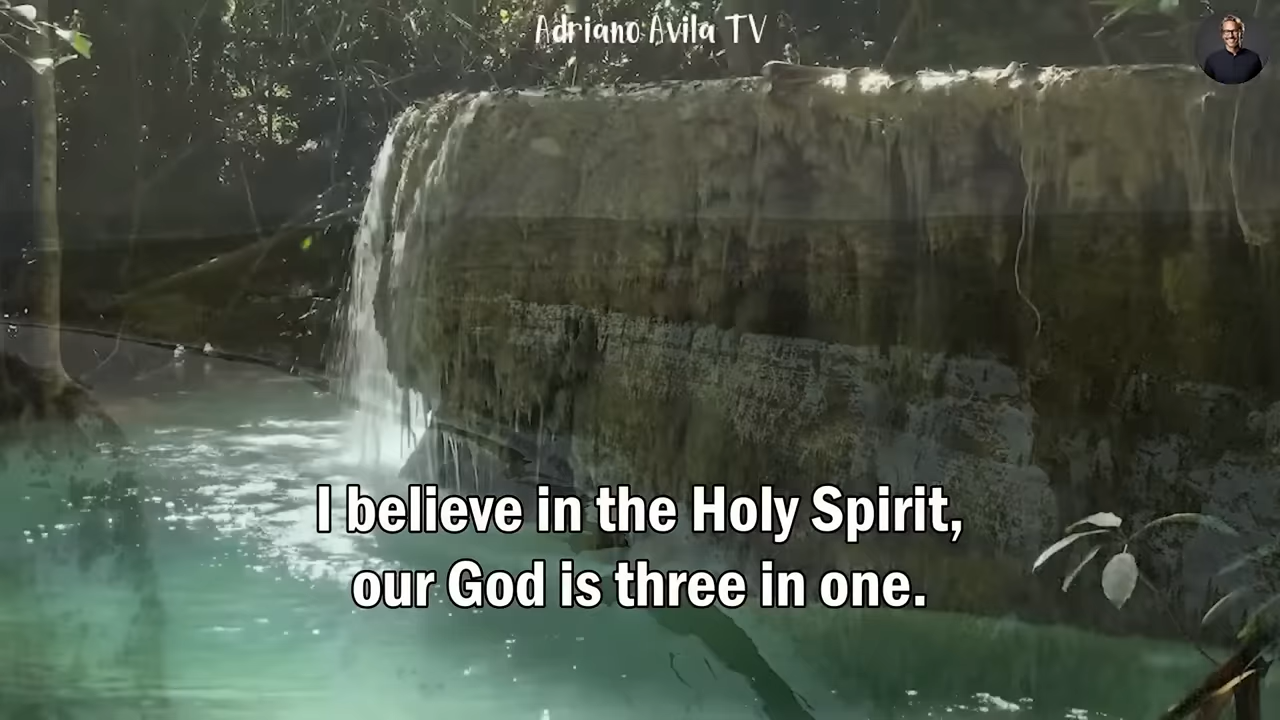 Adriano Avila TV
I believe in the Holy Spirit,
our God is three in one.